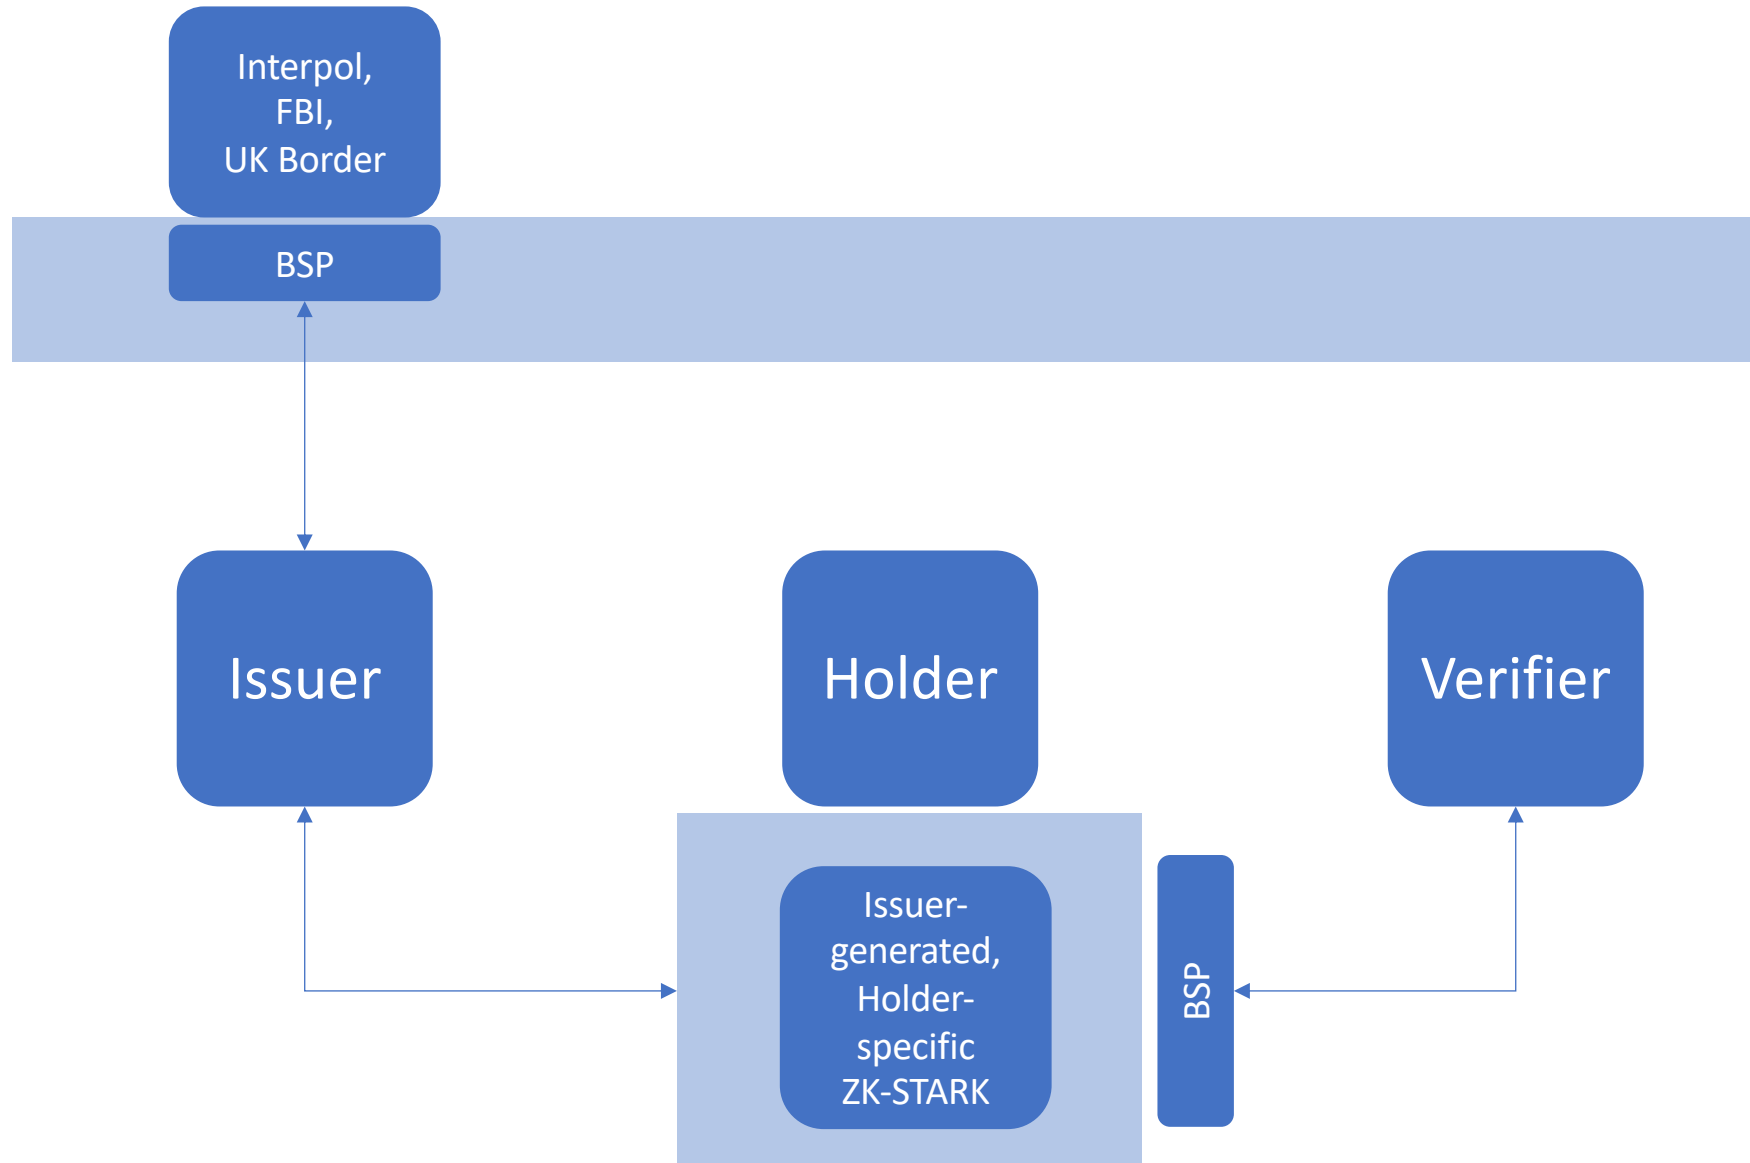 Interpol,
FBI,
UK Border
BSP
Issuer
Holder
Verifier
Issuer-
generated,
Holder-
specific
ZK-STARK
BSP